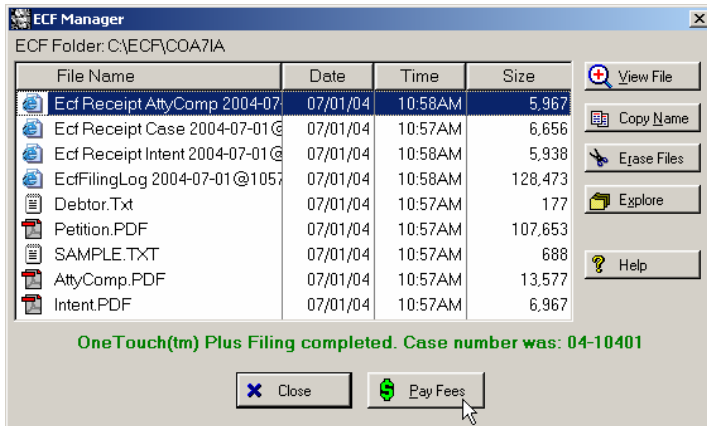 ECF Manager
ECF Folder: C:\ECF\COA7IA
File Name Date Time Size
Ecf Receipt AttyComp 2004-07- 07/01/04 10:58AM 5,967
Ecf Receipt Case 2004-07-01@ 07/01/04 10:57AM 6,656
Ecf Receipt Intent 2004-07-01@ 07/01/04 10:58AM 5,938
EcfFilingLog 2004-07-01@1057 07/01/04 10:58AM 128,473
Debtor.Txt 07/01/04 10:57AM 177
Petition.PDF 07/01/04 10:57AM 107,653
SAMPLE.TXT 07/01/04 10:57AM 688
AttyComp.PDF 07/01/04 10:57AM 13,577
Intent.PDF 07/01/04 10:57AM 6,967
View File
Copy Name
Erase Files
Explore
Help
OneTouch(tm) Plus Filing completed. Case number was: 04-10401
Close Pay Fees